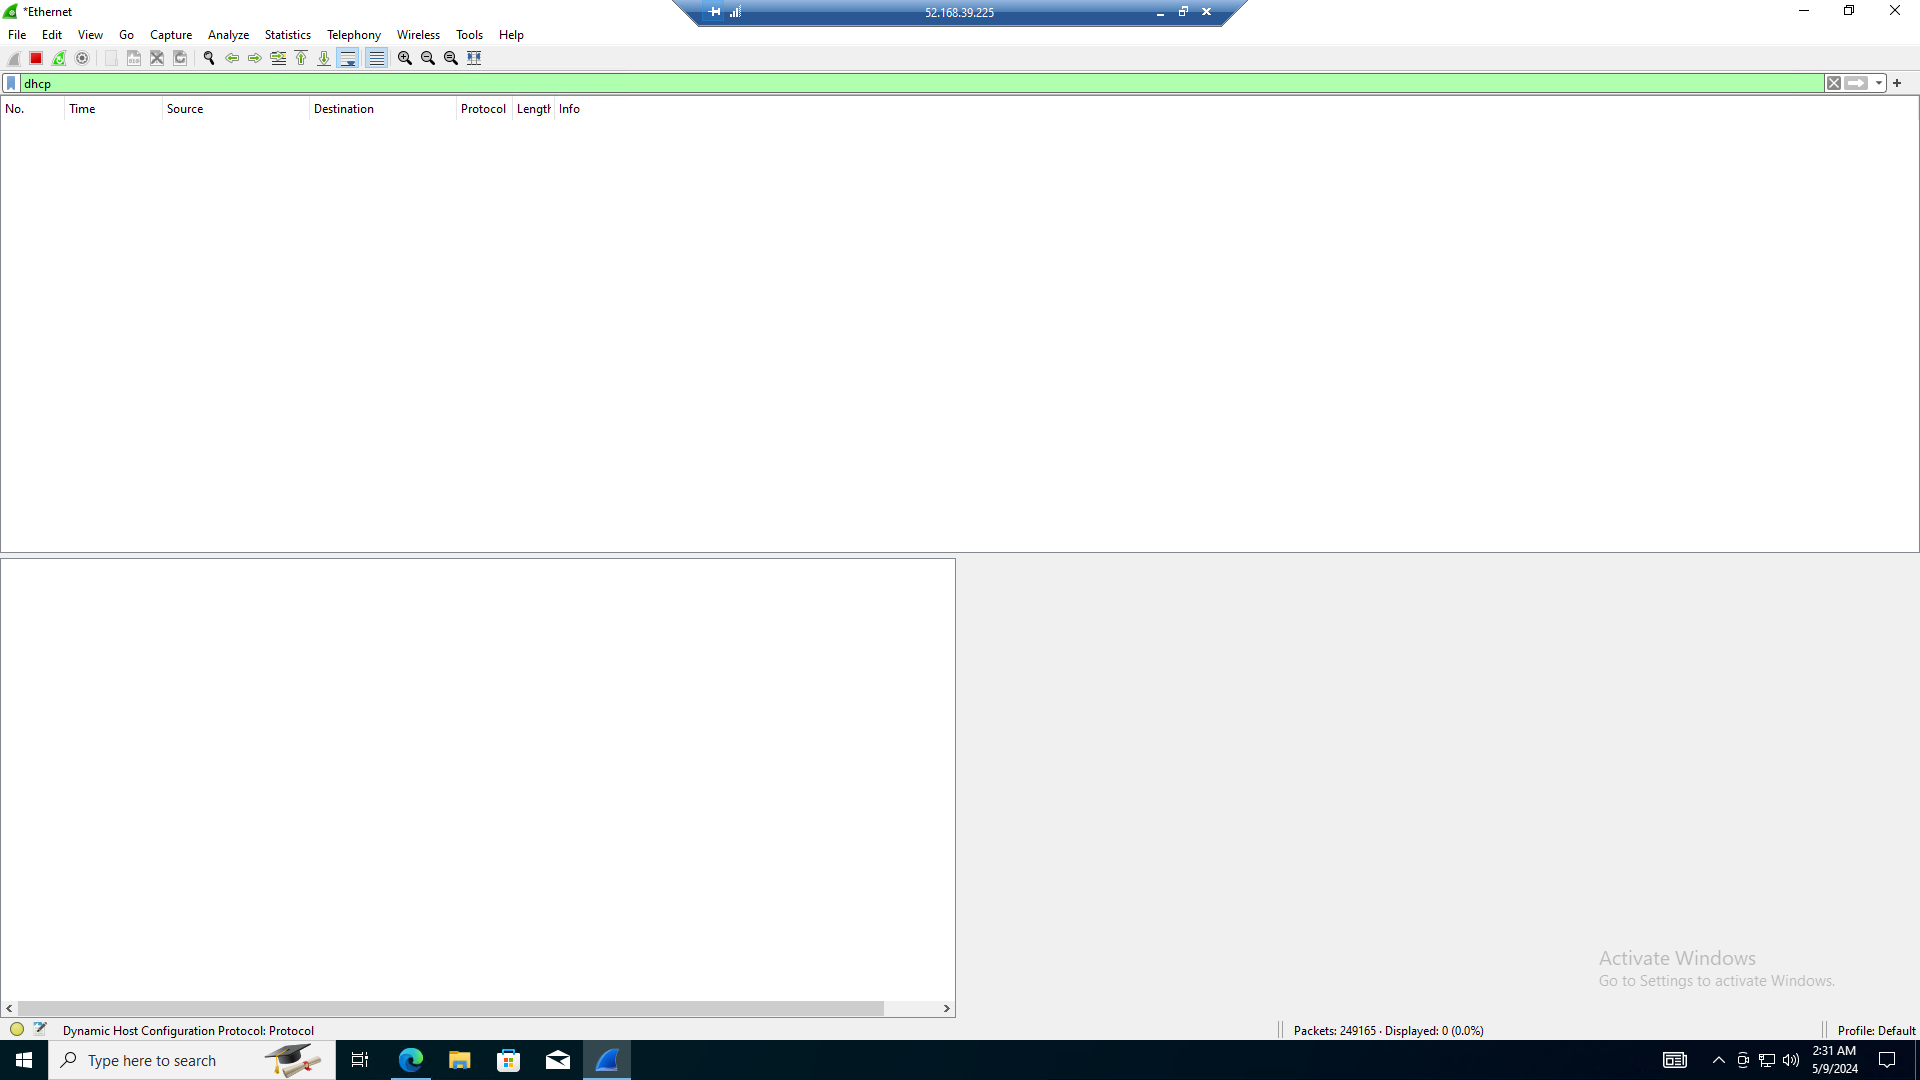 *Ethernet
52.168.39.225
File Edit View Go Capture Analyze Statistics Telephony Wireless Tools Help
dhcp
No. Time Source Destination Protocol Length Info
Activate Windows
Go to Settings to activate Windows.
Dynamic Host Configuration Protocol: Protocol
Packets: 249165 · Displayed: 0 (0.0%)
Profile: Default
Type here to search
2:31 AM
5/9/2024